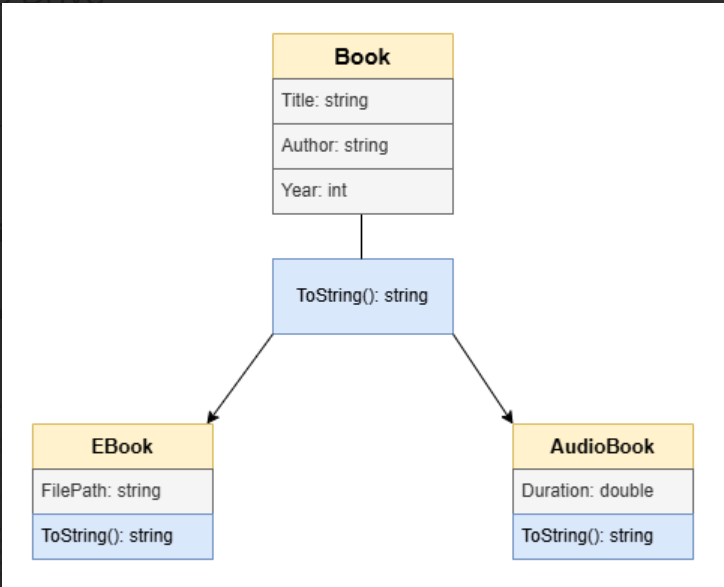 Book
Title: string
Author: string
Year: int
ToString(): string
EBook
FilePath: string
ToString(): string
AudioBook
Duration: double
ToString(): string